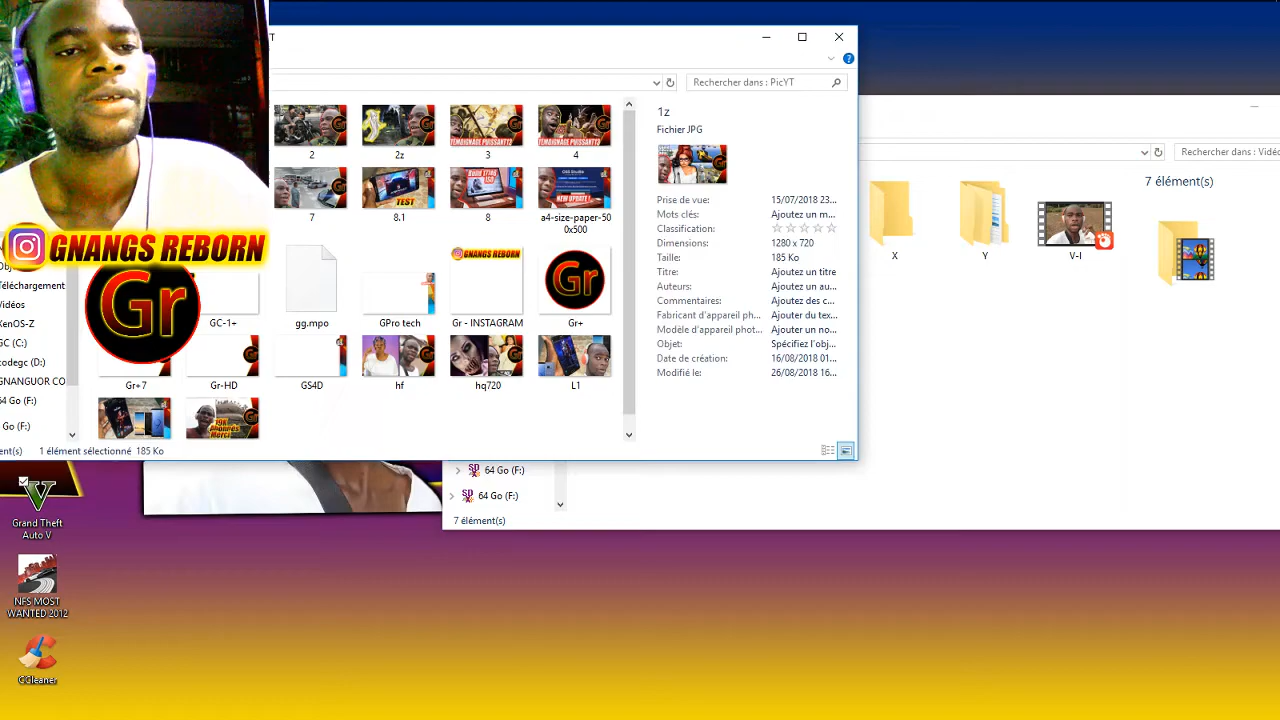 T
Rechercher dans : PicYT
Rechercher dans : Vidéo
2
2z
3
4
TÉMOIGNAGE PUISSANT!?
7
8.1
8
a4-size-paper-50
0x500
TEST
NEW UPDATE!
GNANGS REBORN
Gr
Téléchargement
Vidéos
XenOS-Z
GC (C:)
codegc (D:)
GNANGUOR CO
64 Go (F:)
Go (F:)
GC-1+
gg.mpo
GPro tech
Gr - INSTAGRAM
Gr+
Gr+7
Gr-HD
GS4D
hf
hq720
L1
ent(s)
1 élément sélectionné 185 Ko
1z
Fichier JPG
Prise de vue: 15/07/2018 23...
Mots clés: Ajoutez un m...
Classification:
Dimensions: 1280 x 720
Taille: 185 Ko
Titre: Ajoutez un titre
Auteurs: Ajoutez un au...
Commentaires: Ajoutez des c...
Fabricant d'appareil ph... Ajouter du tex...
Modèle d'appareil phot... Ajouter un no...
Objet: Spécifiez l'obj...
Date de création: 16/08/2018 01...
Modifié le: 26/08/2018 16...
X
Y
V-I
7 élément(s)
64 Go (F:)
64 Go (F:)
7 élément(s)
Grand Theft
Auto V
NFS MOST
WANTED 2012
CCleaner